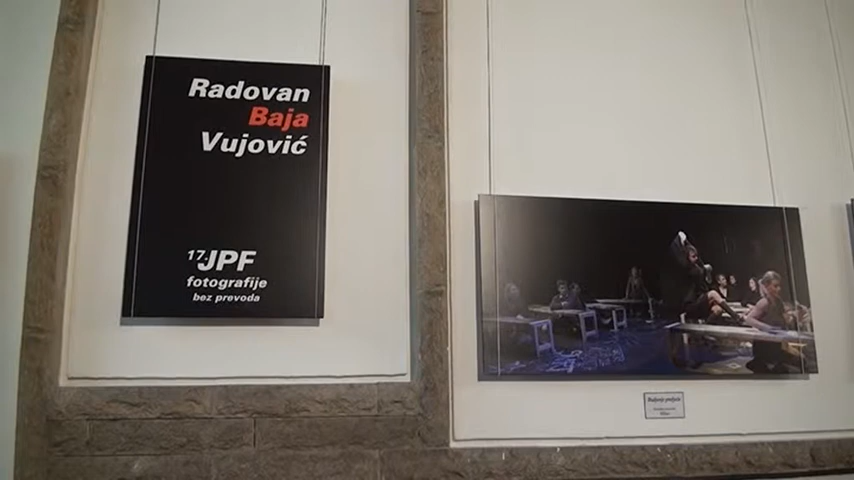 Radovan
Baja
Vujović
17.JPF
fotografije
bez prevoda